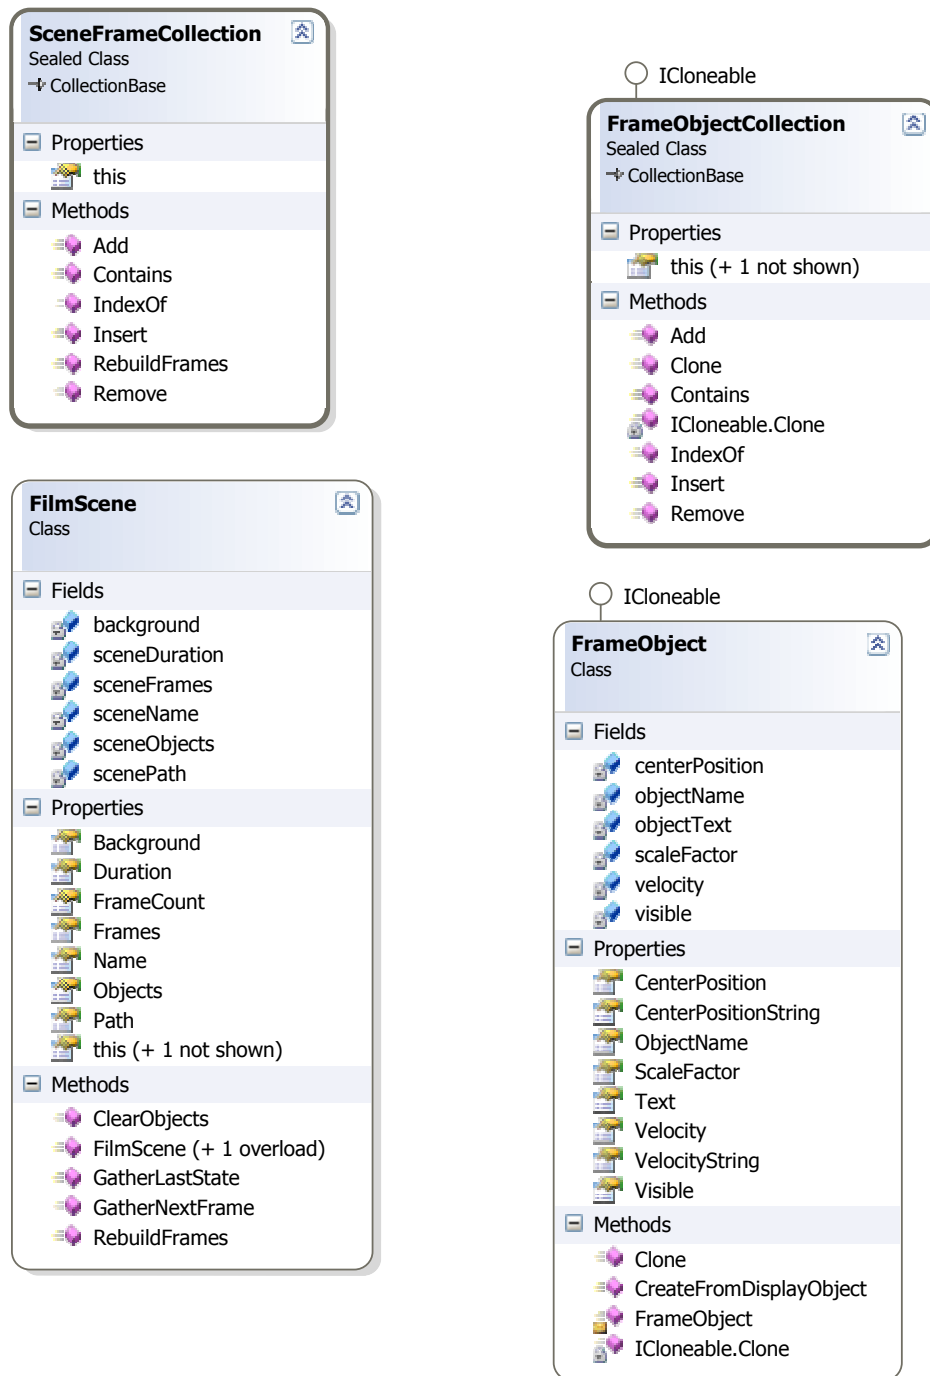 SceneFrameCollection
Sealed Class
CollectionBase
Properties
this
Methods
Add
Contains
IndexOf
Insert
RebuildFrames
Remove
ICloneable
FrameObjectCollection
Sealed Class
CollectionBase
Properties
this (+ 1 not shown)
Methods
Add
Clone
Contains
ICloneable.Clone
IndexOf
Insert
Remove
FilmScene
Class
Fields
background
sceneDuration
sceneFrames
sceneName
sceneObjects
scenePath
Properties
Background
Duration
FrameCount
Frames
Name
Objects
Path
this (+ 1 not shown)
Methods
ClearObjects
FilmScene (+ 1 overload)
GatherLastState
GatherNextFrame
RebuildFrames
ICloneable
FrameObject
Class
Fields
centerPosition
objectName
objectText
scaleFactor
velocity
visible
Properties
CenterPosition
CenterPositionString
ObjectName
ScaleFactor
Text
Velocity
VelocityString
Visible
Methods
Clone
CreateFromDisplayObject
FrameObject
ICloneable.Clone